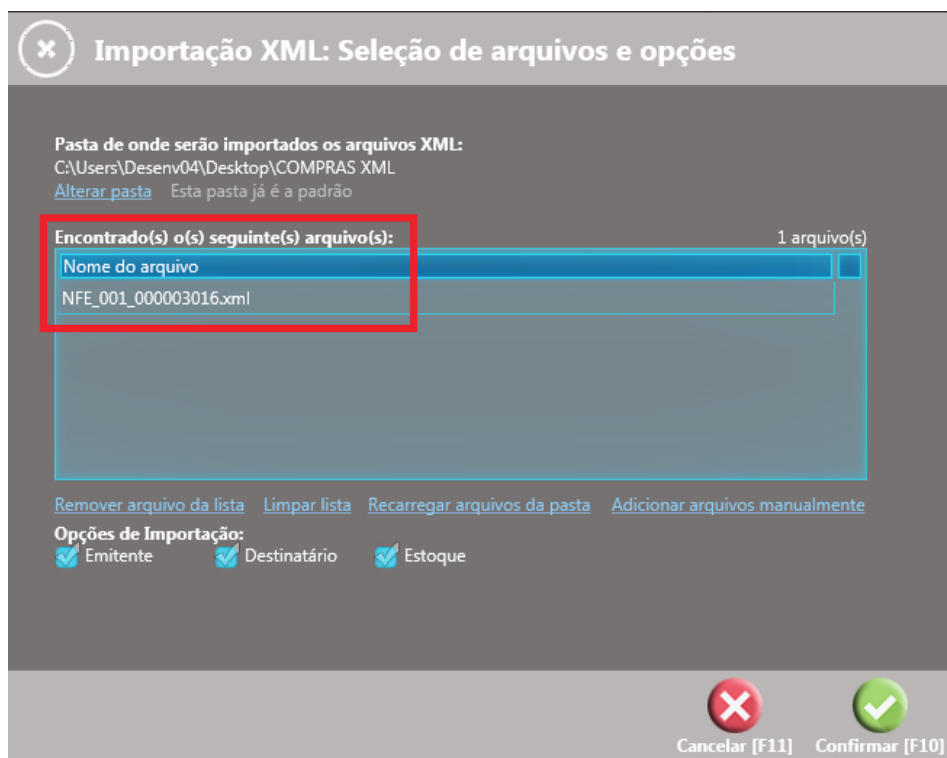 Importação XML: Seleção de arquivos e opções
Pasta de onde serão importados os arquivos XML:
C:\Users\Desenv04\Desktop\COMPRAS XML
Alterar pasta Esta pasta já é a padrão
Encontrado(s) o(s) seguinte(s) arquivo(s): 1 arquivo(s)
Nome do arquivo
NFE_001_000003016.xml
Remover arquivo da lista Limpar lista Recarregar arquivos da pasta Adicionar arquivos manualmente
Opções de Importação:
Emitente Destinatário Estoque
Cancelar [F11] Confirmar [F10]